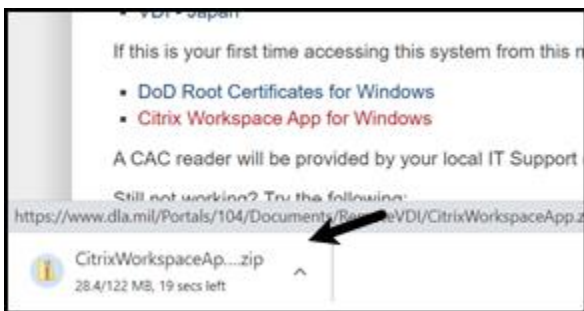 VDI - Japan
If this is your first time accessing this system from this
DoD Root Certificates for Windows
Citrix Workspace App for Windows
A CAC reader will be provided by your local IT Support
Still not working? Try the following:
https://www.dla.mil/Portals/104/Documents/RemoteVDI/CitrixWorkspaceApp.z
CitrixWorkspaceAp....zip
28.4/122 MB, 19 secs left